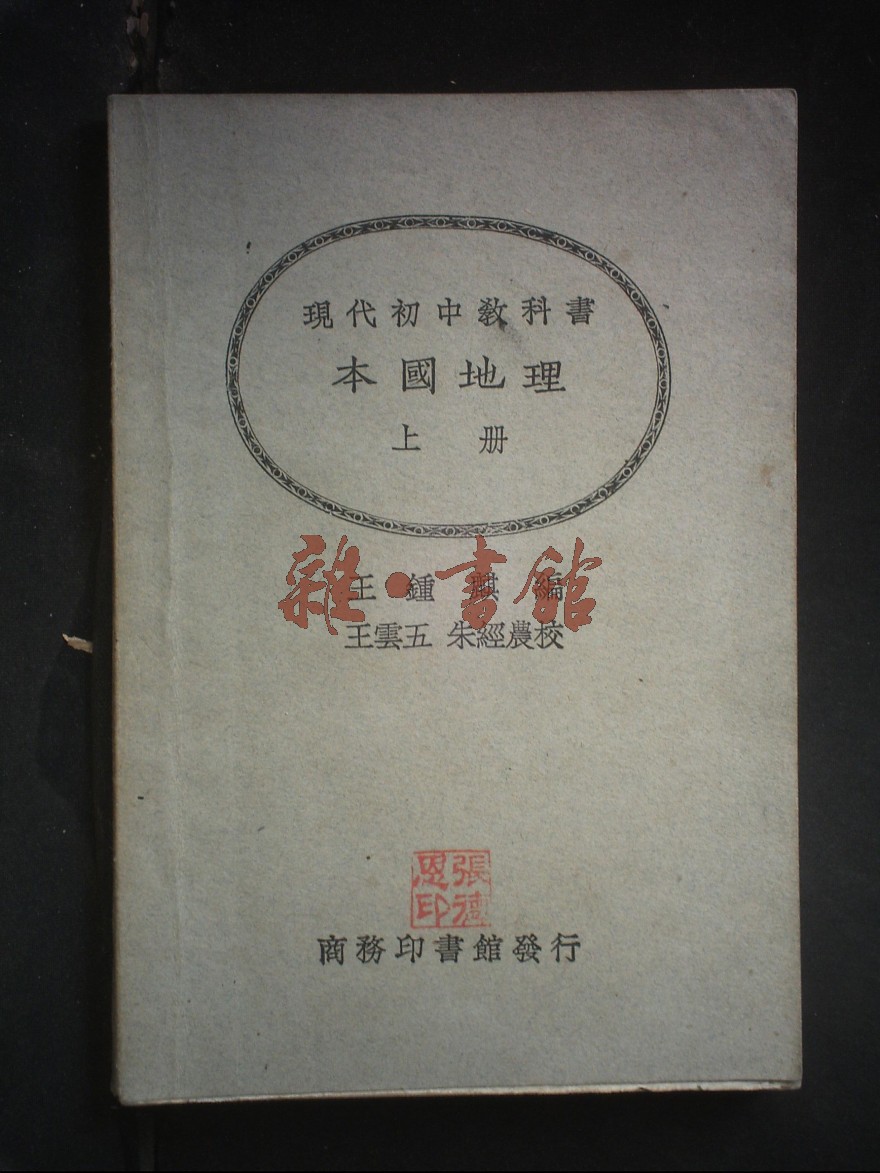 現代初中教科書
本國地理
上册
王鍾麒編
雜·書館
王雲五 朱經農校
張德恩印
商務印書館發行